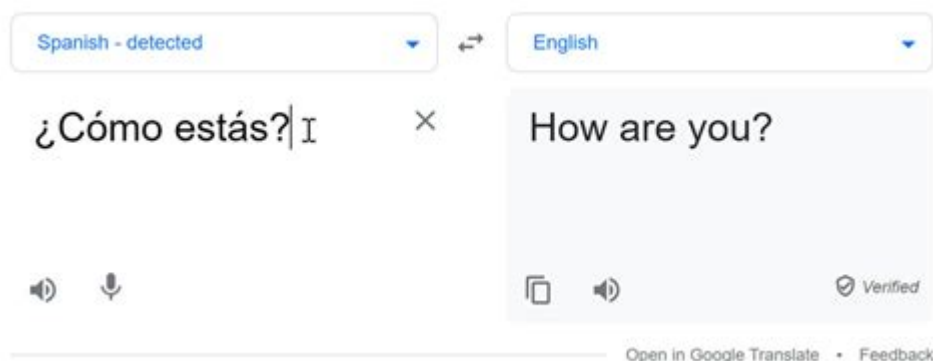 Spanish - detected English
¿Cómo estás? How are you?
Verified
Open in Google Translate • Feedback